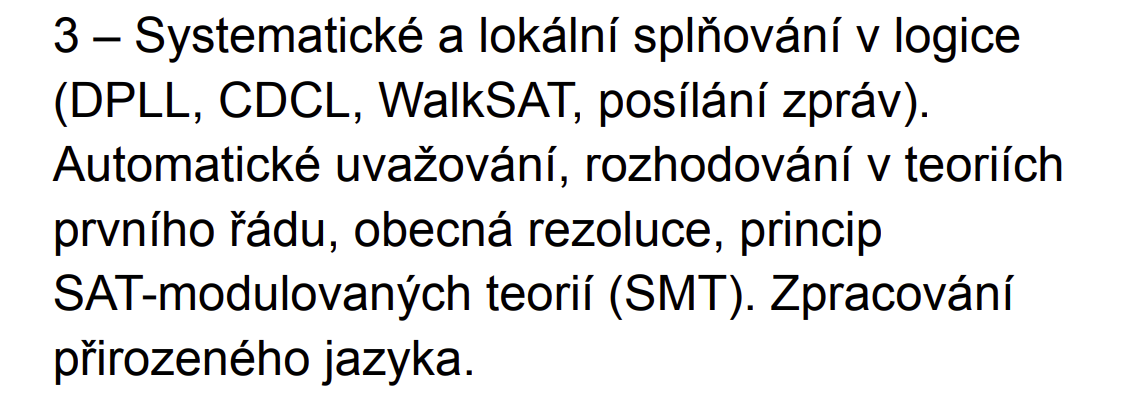 3 – Systematické a lokální splňování v logice
(DPLL, CDCL, WalkSAT, posílání zpráv).
Automatické uvažování, rozhodování v teoriích
prvního řádu, obecná rezoluce, princip
SAT-modulovaných teorií (SMT). Zpracování
přirozeného jazyka.